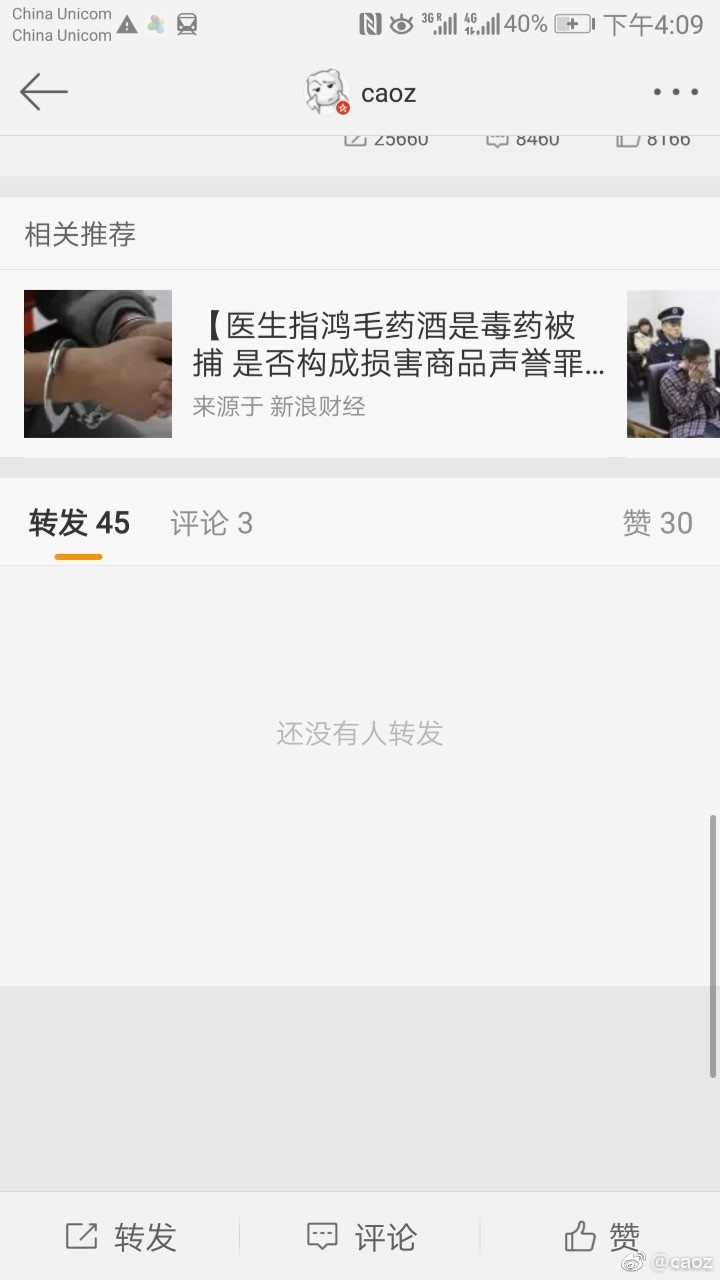 China Unicom
China Unicom
3G R 4G 40% 下午4:09
caoz
25660 8460 8166
相关推荐
【医生指鸿毛药酒是毒药被
捕 是否构成损害商品声誉罪...
来源于 新浪财经
转发 45 评论 3 赞 30
还没有人转发
转发 评论 赞
@caoz